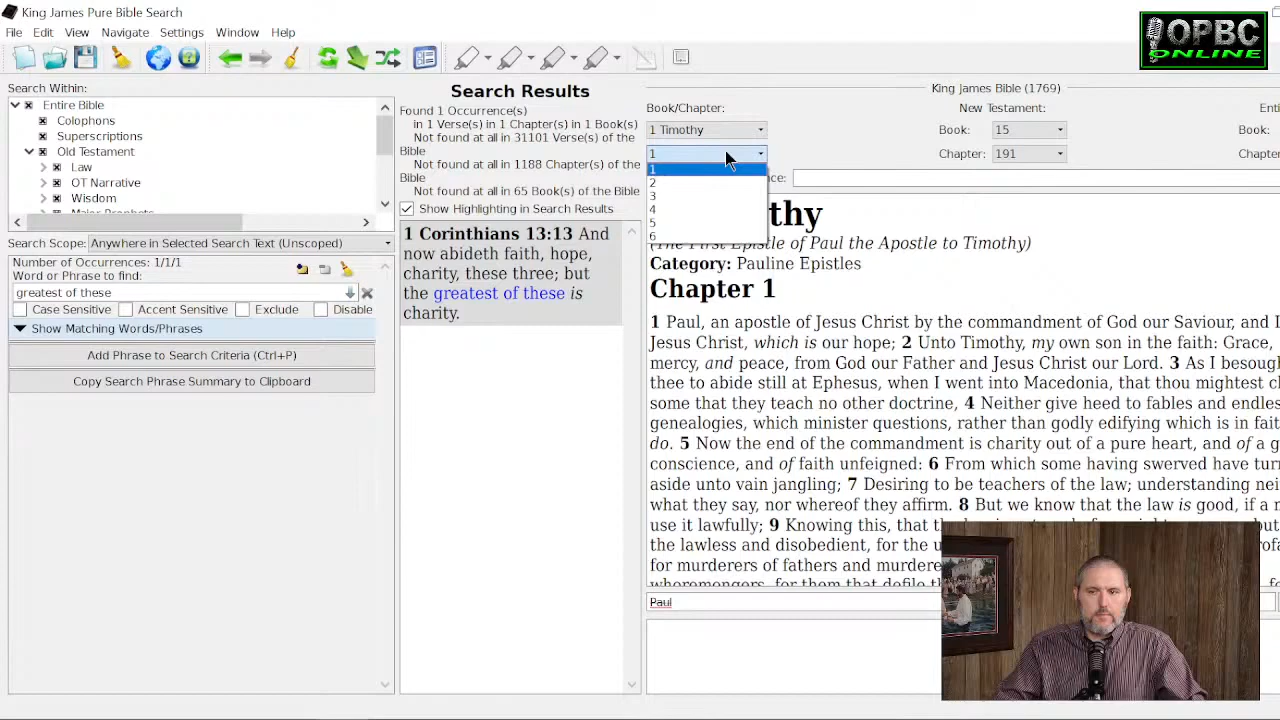 King James Pure Bible Search
File Edit View Navigate Settings Window Help
OPBC
ONLINE
Search Within:
Entire Bible
Colophons
Superscriptions
Old Testament
Law
OT Narrative
Wisdom
Search Scope: Anywhere in Selected Search Text (Unscoped)
Number of Occurrences: 1/1/1
Word or Phrase to find:
greatest of these
Case Sensitive Accent Sensitive Exclude Disable
Show Matching Words/Phrases
Add Phrase to Search Criteria (Ctrl+P)
Copy Search Phrase Summary to Clipboard
Search Results
Found 1 Occurrence(s)
in 1 Verse(s) in 1 Chapter(s) in 1 Book(s)
Not found at all in 31101 Verse(s) of the
Bible
Not found at all in 1188 Chapter(s) of the
Bible
Not found at all in 65 Book(s) of the Bible
Show Highlighting in Search Results
1 Corinthians 13:13 And
now abideth faith, hope,
charity, these three; but
the greatest of these is
charity.
King James Bible (1769)
Book/Chapter: New Testament:
1 Timothy Book: 15 Book:
1 Chapter: 191
1
2
3
4
5
6
(The First Epistle of Paul the Apostle to Timothy)
Category: Pauline Epistles
Chapter 1
1 Paul, an apostle of Jesus Christ by the commandment of God our Saviour, and
Jesus Christ, which is our hope; 2 Unto Timothy, my own son in the faith: Grace,
mercy, and peace, from God our Father and Jesus Christ our Lord. 3 As I
thee to abide still at Ephesus, when I went into Macedonia, that thou mightest
some that they teach no other doctrine, 4 Neither give heed to fables and
genealogies, which minister questions, rather than godly edifying which is in
do. 5 Now the end of the commandment is charity out of a pure heart, and of a
conscience, and of faith unfeigned: 6 From which some having swerved have
aside unto vain jangling; 7 Desiring to be teachers of the law; understanding
what they say, nor whereof they affirm. 8 But we know that the law is good, if a
use it lawfully; 9 Knowing this, that
the lawless and disobedient, for the
for murderers of fathers and
whoremongers, for them that defile
Paul